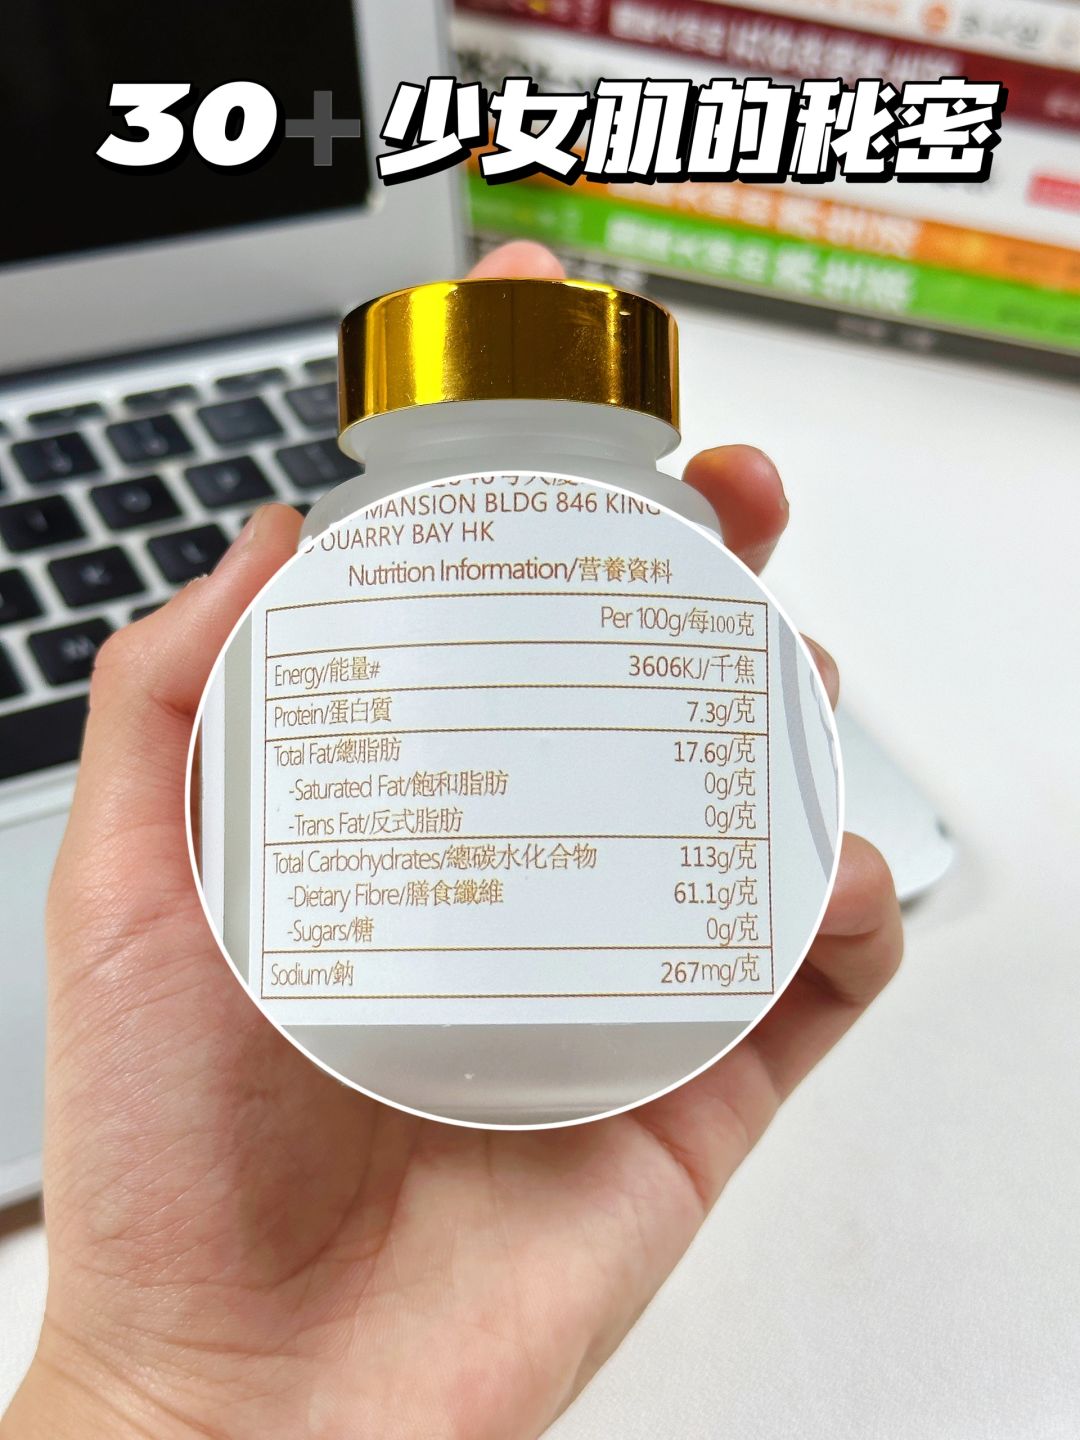 30+少女肌的秘密
MANSION BLDG 846 KING
QUARRY BAY HK
Nutrition Information/营養資料
Per 100g/每100克
Energy/能量# 3606KJ/千焦
Protein/蛋白質 7.3g/克
Total Fat/總脂肪 17.6g/克
-Saturated Fat/飽和脂肪 0g/克
-Trans Fat/反式脂肪 0g/克
Total Carbohydrates/總碳水化合物 113g/克
-Dietary Fibre/膳食纖維 61.1g/克
-Sugars/糖 0g/克
Sodium/鈉 267mg/克